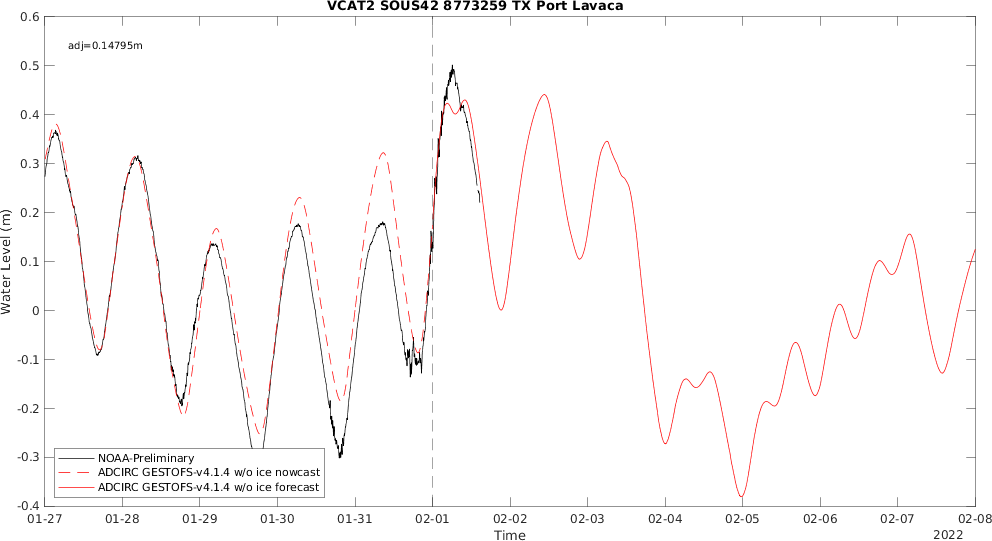 VCAT2 SOUS42 8773259 TX Port Lavaca
0.6
adj=0.14795m
0.5
0.4
0.3
0.2
0.1
0
-0.1
-0.2
-0.3
-0.4
Water Level (m)
NOAA-Preliminary
ADCIRC GESTOFS-v4.1.4 w/o ice nowcast
ADCIRC GESTOFS-v4.1.4 w/o ice forecast
01-27 01-28 01-29 01-30 01-31 02-01 02-02 02-03 02-04 02-05 02-06 02-07 02-08
Time
2022